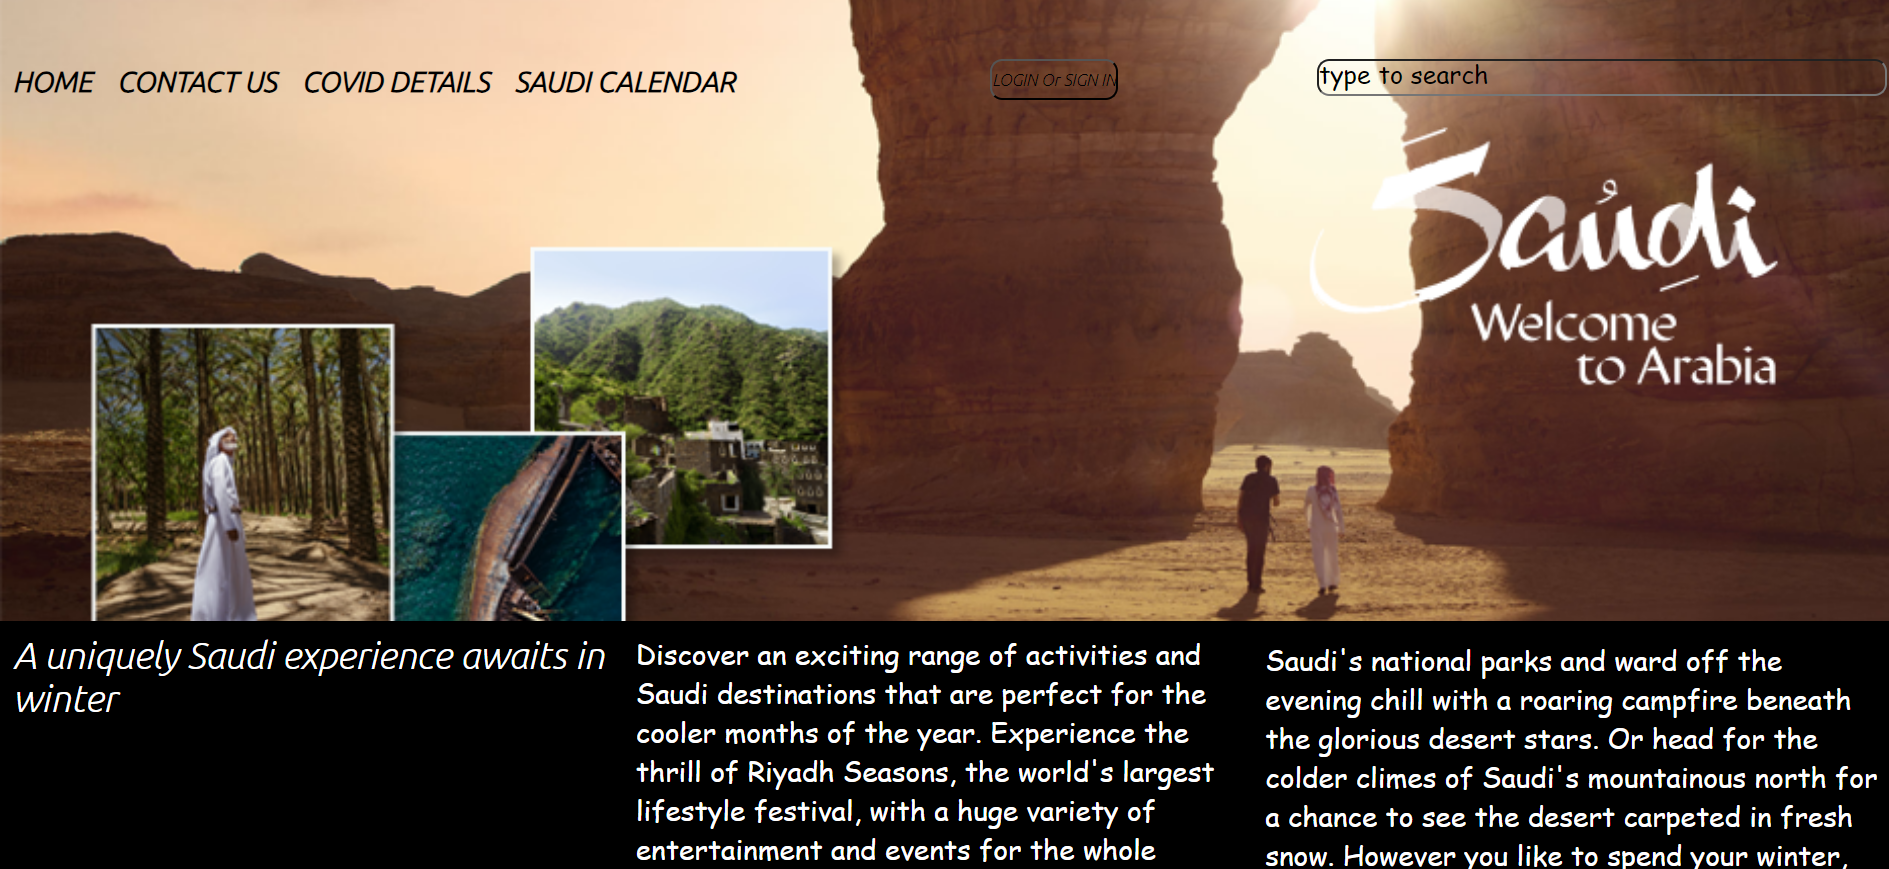 HOME CONTACT US COVID DETAILS SAUDI CALENDAR
LOGIN Or SIGN IN
type to search
Saudi
Welcome
to Arabia
A uniquely Saudi experience awaits in
winter
Discover an exciting range of activities and
Saudi destinations that are perfect for the
cooler months of the year. Experience the
thrill of Riyadh Seasons, the world's largest
lifestyle festival, with a huge variety of
entertainment and events for the whole
Saudi's national parks and ward off the
evening chill with a roaring campfire beneath
the glorious desert stars. Or head for the
colder climes of Saudi's mountainous north for
a chance to see the desert carpeted in fresh
snow. However you like to spend your winter,